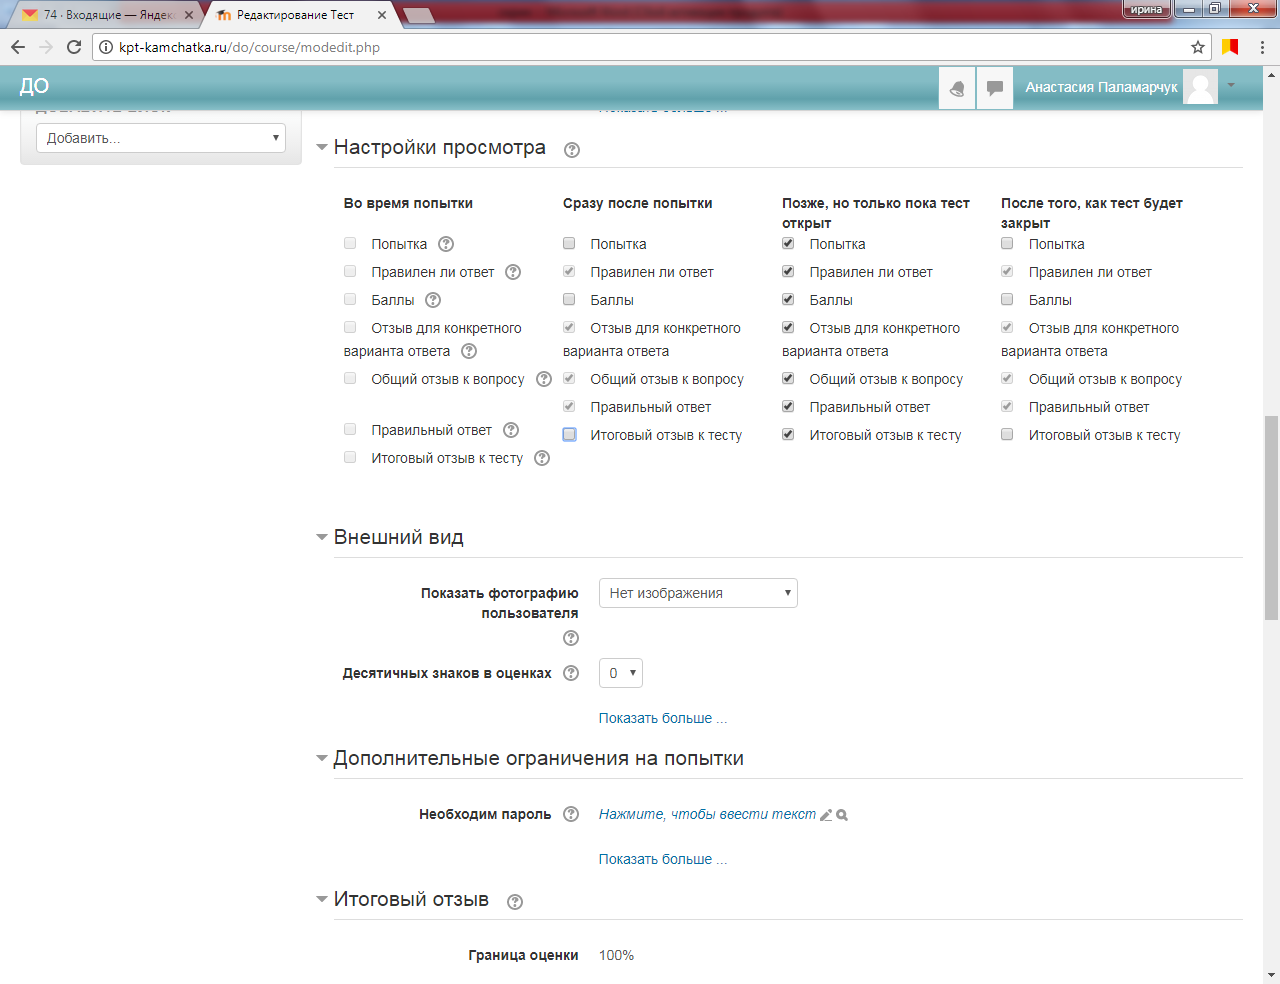 74 · Входящие — Яндекс
Редактирование Тест
ирина
kpt-kamchatka.ru/do/course/modedit.php
ДО
Анастасия Паламарчук
Добавить...
Настройки просмотра
Во время попытки
Попытка
Правилен ли ответ
Баллы
Отзыв для конкретного
варианта ответа
Общий отзыв к вопросу
Правильный ответ
Итоговый отзыв к тесту
Сразу после попытки
Попытка
Правилен ли ответ
Баллы
Отзыв для конкретного
варианта ответа
Общий отзыв к вопросу
Правильный ответ
Итоговый отзыв к тесту
Позже, но только пока тест
открыт
Попытка
Правилен ли ответ
Баллы
Отзыв для конкретного
варианта ответа
Общий отзыв к вопросу
Правильный ответ
Итоговый отзыв к тесту
После того, как тест будет
закрыт
Попытка
Правилен ли ответ
Баллы
Отзыв для конкретного
варианта ответа
Общий отзыв к вопросу
Правильный ответ
Итоговый отзыв к тесту
Внешний вид
Показать фотографию
пользователя
Нет изображения
Десятичных знаков в оценках
0
Показать больше ...
Дополнительные ограничения на попытки
Необходим пароль
Нажмите, чтобы ввести текст
Показать больше ...
Итоговый отзыв
Граница оценки
100%